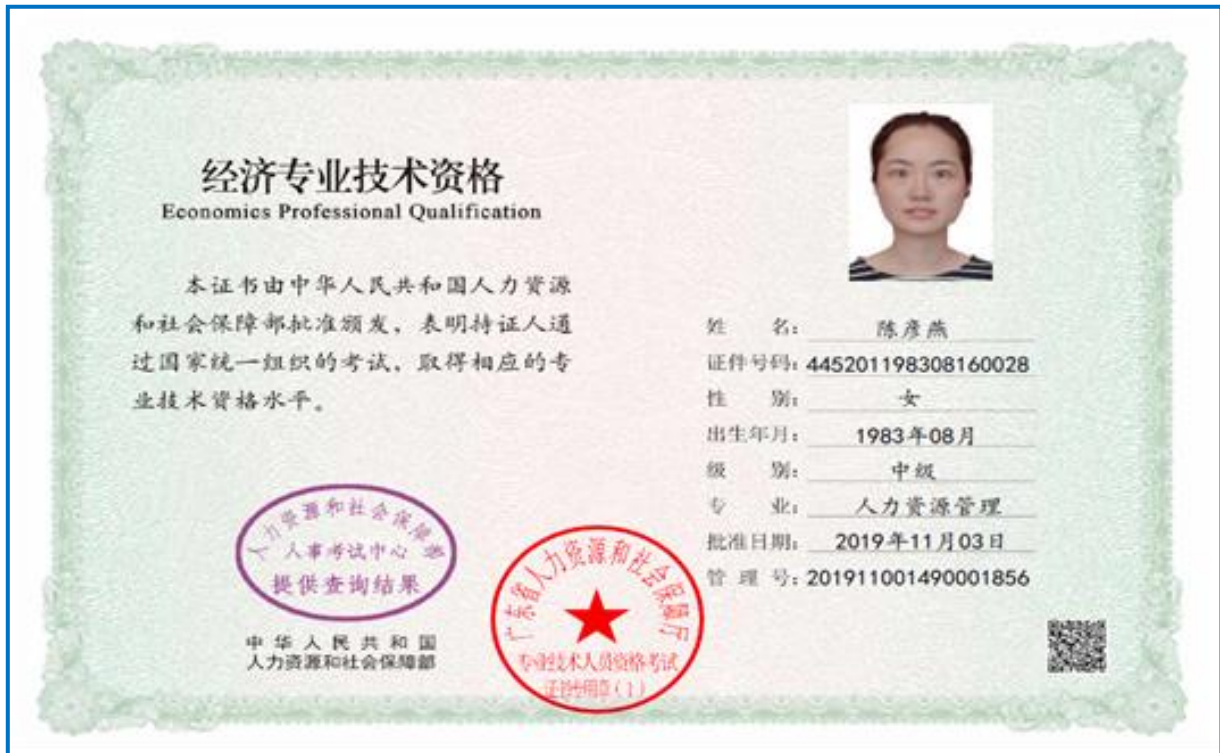 经济专业技术资格
Economics Professional Qualification
本证书由中华人民共和国人力资源
和社会保障部批准颁发，表明持证人通
过国家统一组织的考试，取得相应的专
业技术资格水平。
人力资源和社会保障部
人事考试中心
提供查询结果
中华人民共和国
人力资源和社会保障部
广东省人力资源和社会保障厅
专业技术人员资格考试
证书专用章(1)
姓 名：陈彦燕
证件号码：445201198308160028
性 别：女
出生年月：1983年08月
级 别：中级
专 业：人力资源管理
批准日期：2019年11月03日
管 理 号：201911001490001856